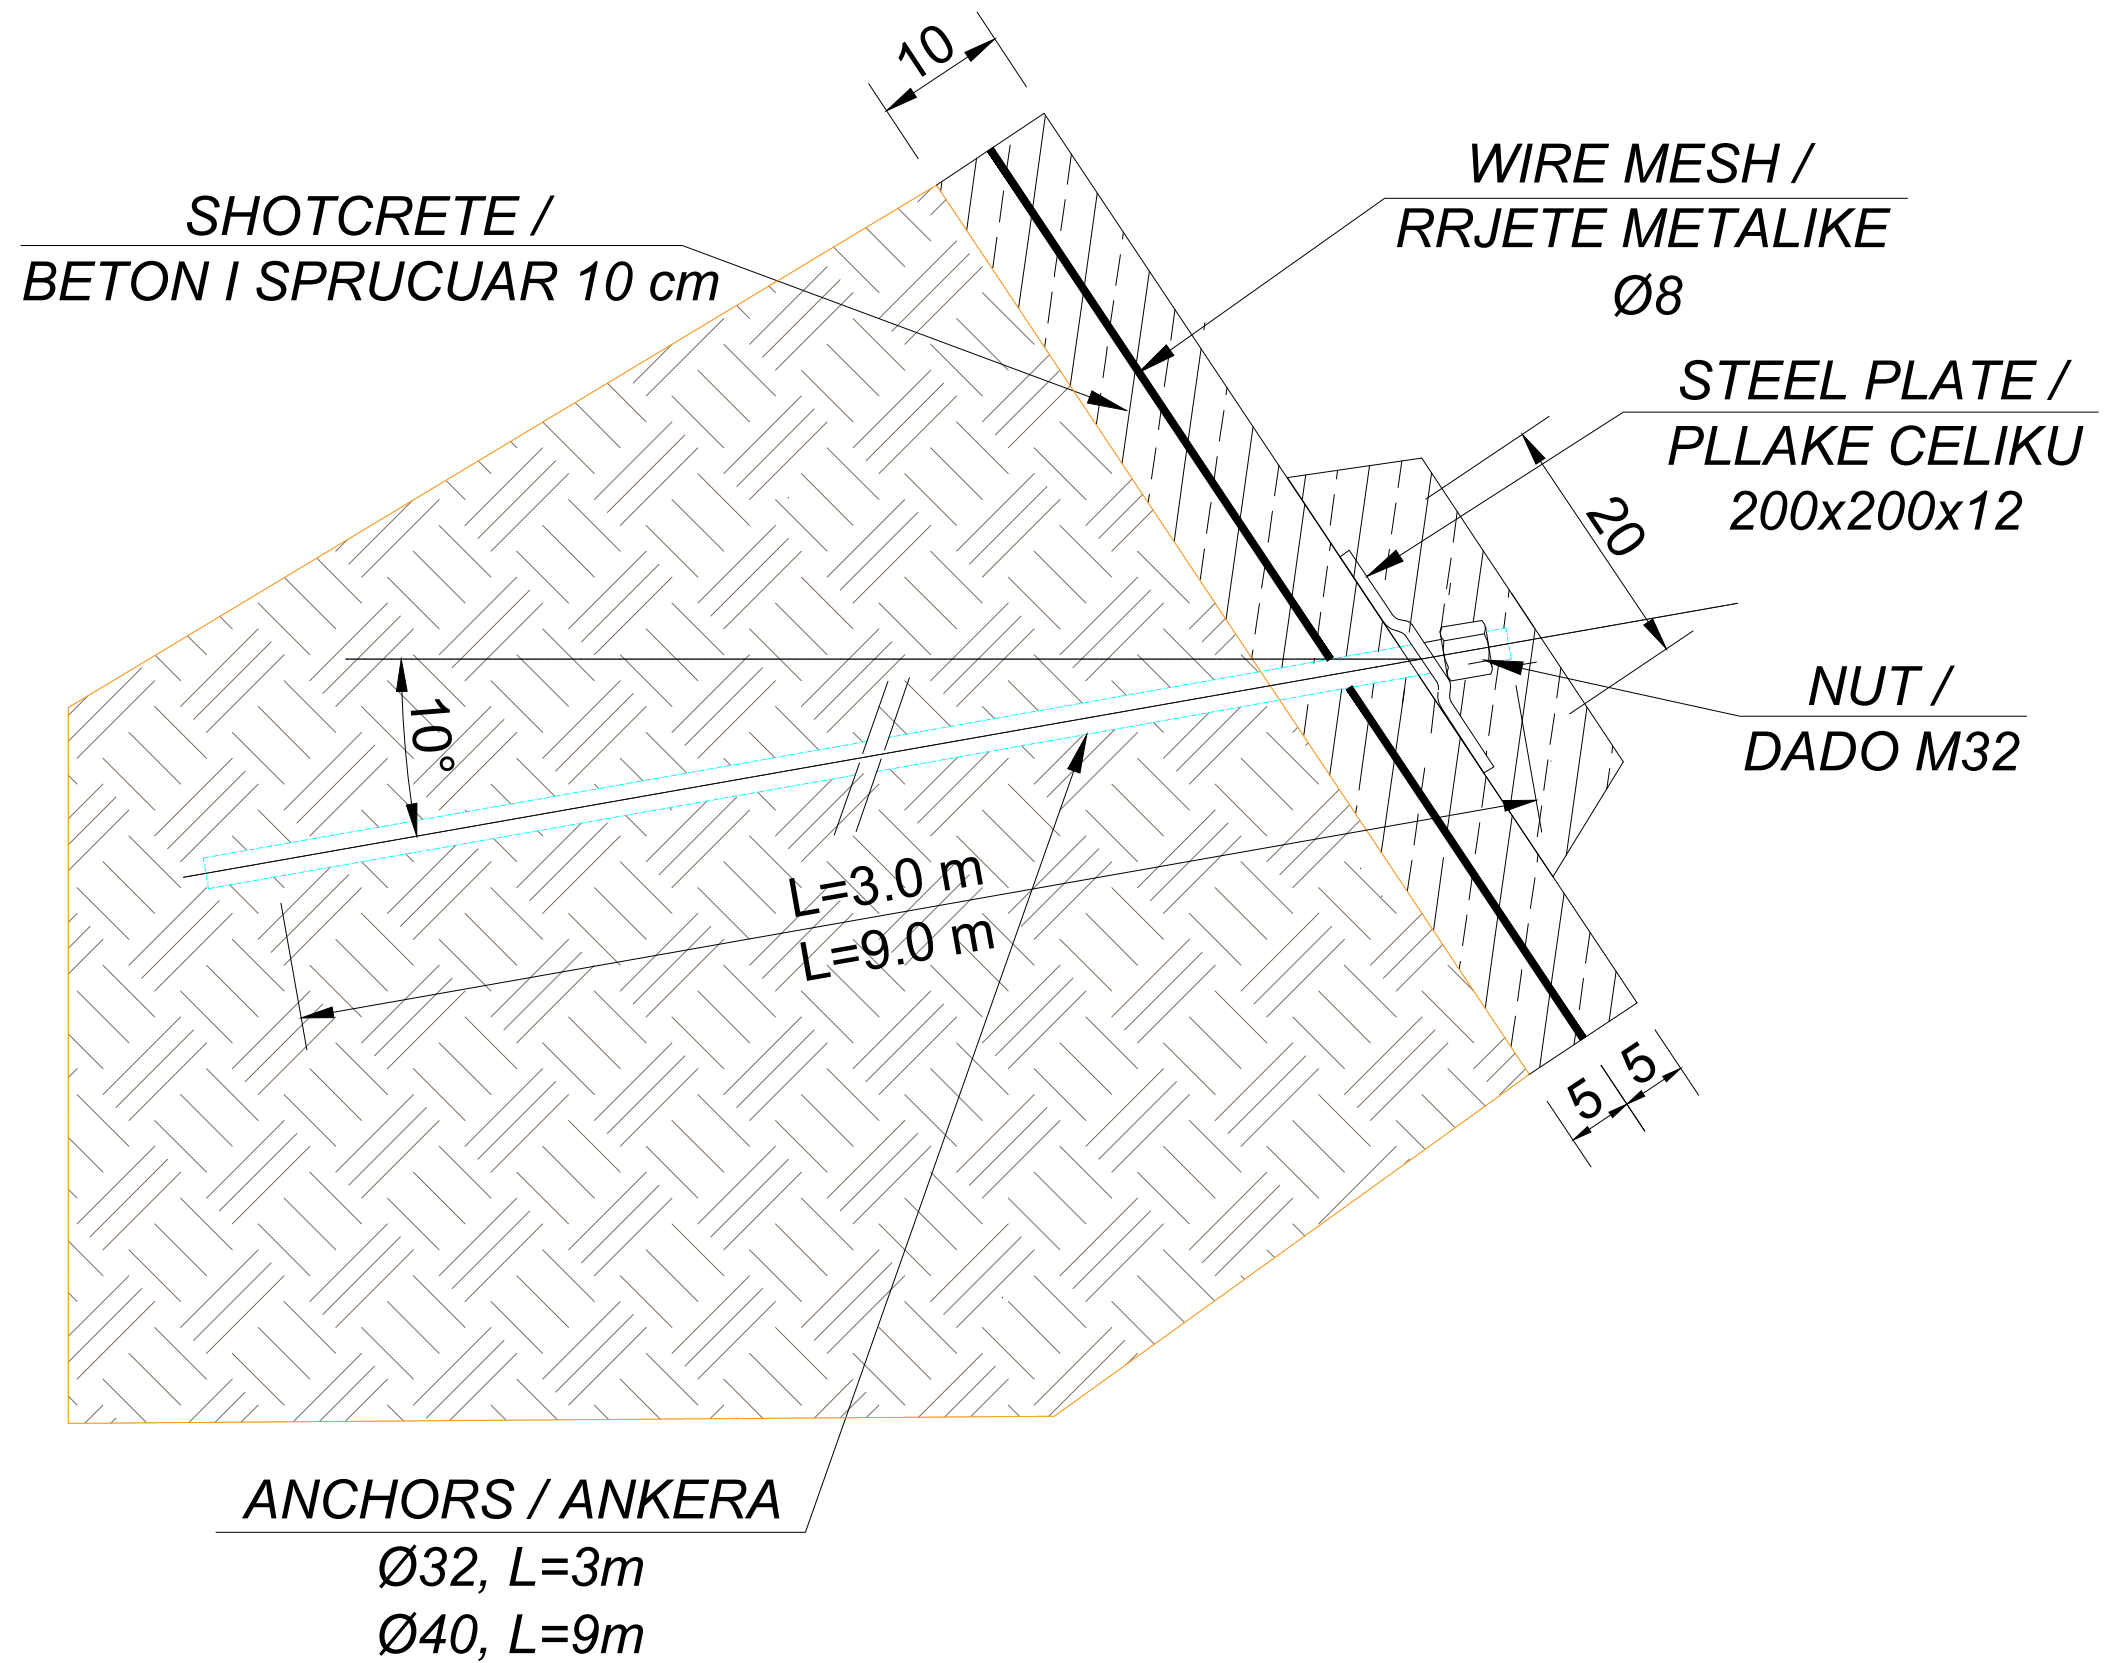 10
WIRE MESH /
RRJETE METALIKE
Ø8
SHOTCRETE /
BETON I SPRUCUAR 10 cm
STEEL PLATE /
PLLAKE CELIKU
200x200x12
20
NUT /
DADO M32
10°
L=3.0 m
L=9.0 m
5
5
ANCHORS / ANKERA
Ø32, L=3m
Ø40, L=9m